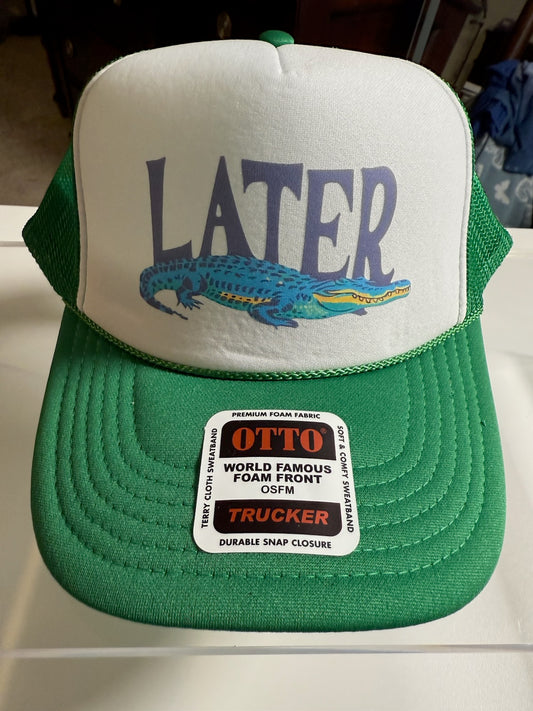 LATER
PREMIUM FOAM FABRIC
TERRY CLOTH SWEATBAND
OTTO®
WORLD FAMOUS
FOAM FRONT
OSFM
TRUCKER
SOFT & COMFY SWEATBAND
DURABLE SNAP CLOSURE